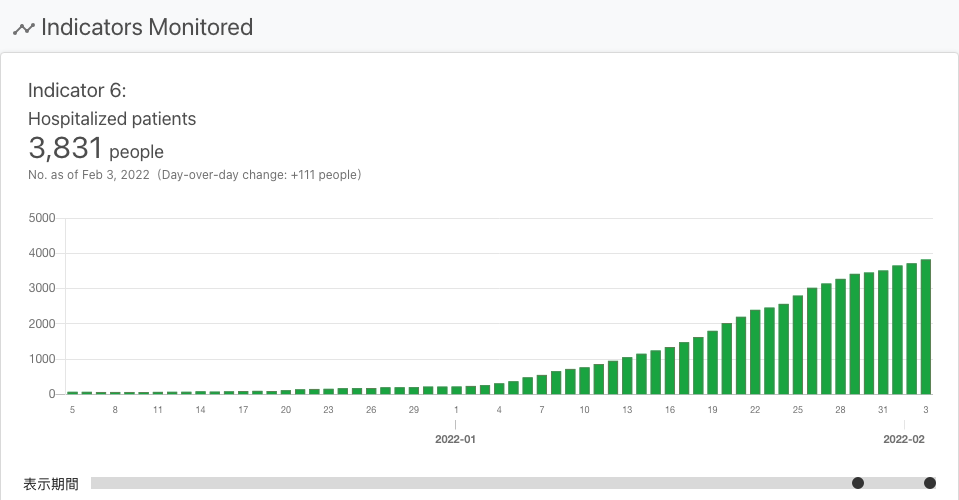 Indicators Monitored
Indicator 6:
Hospitalized patients
3,831 people
No. as of Feb 3, 2022 (Day-over-day change: +111 people)
5000
4000
3000
2000
1000
0
5 8 11 14 17 20 23 26 29 1 4 7 10 13 16 19 22 25 28 31 3
2022-01 2022-02
表示期間